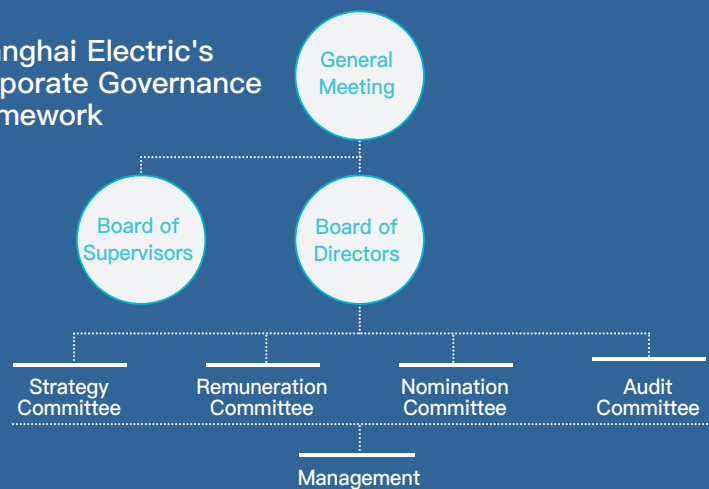 anghai Electric's
porate Governance
mework
General
Meeting
Board of
Supervisors
Board of
Directors
Strategy
Committee
Remuneration
Committee
Nomination
Committee
Audit
Committee
Management